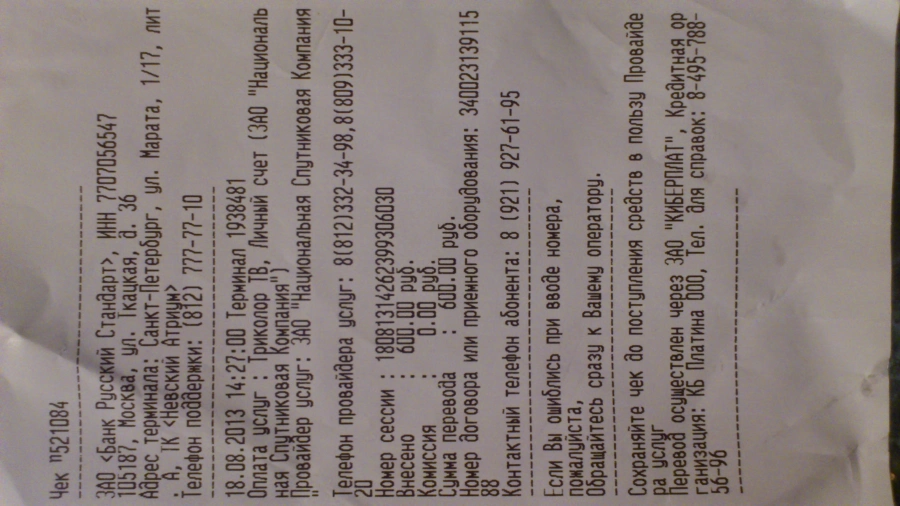 Чек "521084
ЗАО <Банк Русский Стандарт>, ИНН 7707056547
105187, Москва, ул. Ткацкая, д. 36
Адрес терминала: Санкт-Петербург, ул. Марата, 1/17, лит
. А, ТК <Невский Атриум>
Телефон поддержки: (812) 777-77-10
18.08.2013 14:27:00 Терминал 1938481
Оплата услуг : Триколор ТВ, Личный счет (ЗАО "Националь
ная Спутниковая Компания")
Провайдер услуг: ЗАО "Национальная Спутниковая Компания
"
Телефон провайдера услуг: 8(812)332-34-98,8(809)333-10-
20
Номер сессии : 18081314262399306030
Внесено : 600.00 руб.
Комиссия : 0.00 руб.
Сумма перевода : 600.00 руб.
Номер договора или приемного оборудования: 340023139115
88
Контактный телефон абонента: 8 (921) 927-61-95
Если Вы ошиблись при вводе номера,
пожалуйста,
Обращайтесь сразу к Вашему оператору.
Сохраняйте чек до поступления средств в пользу Провайде
ра услуг
Перевод осуществлен через ЗАО "КИБЕРПЛАТ", Кредитная ор
ганизация: КБ Платина ООО, Тел. для справок: 8-495-788-
56-96